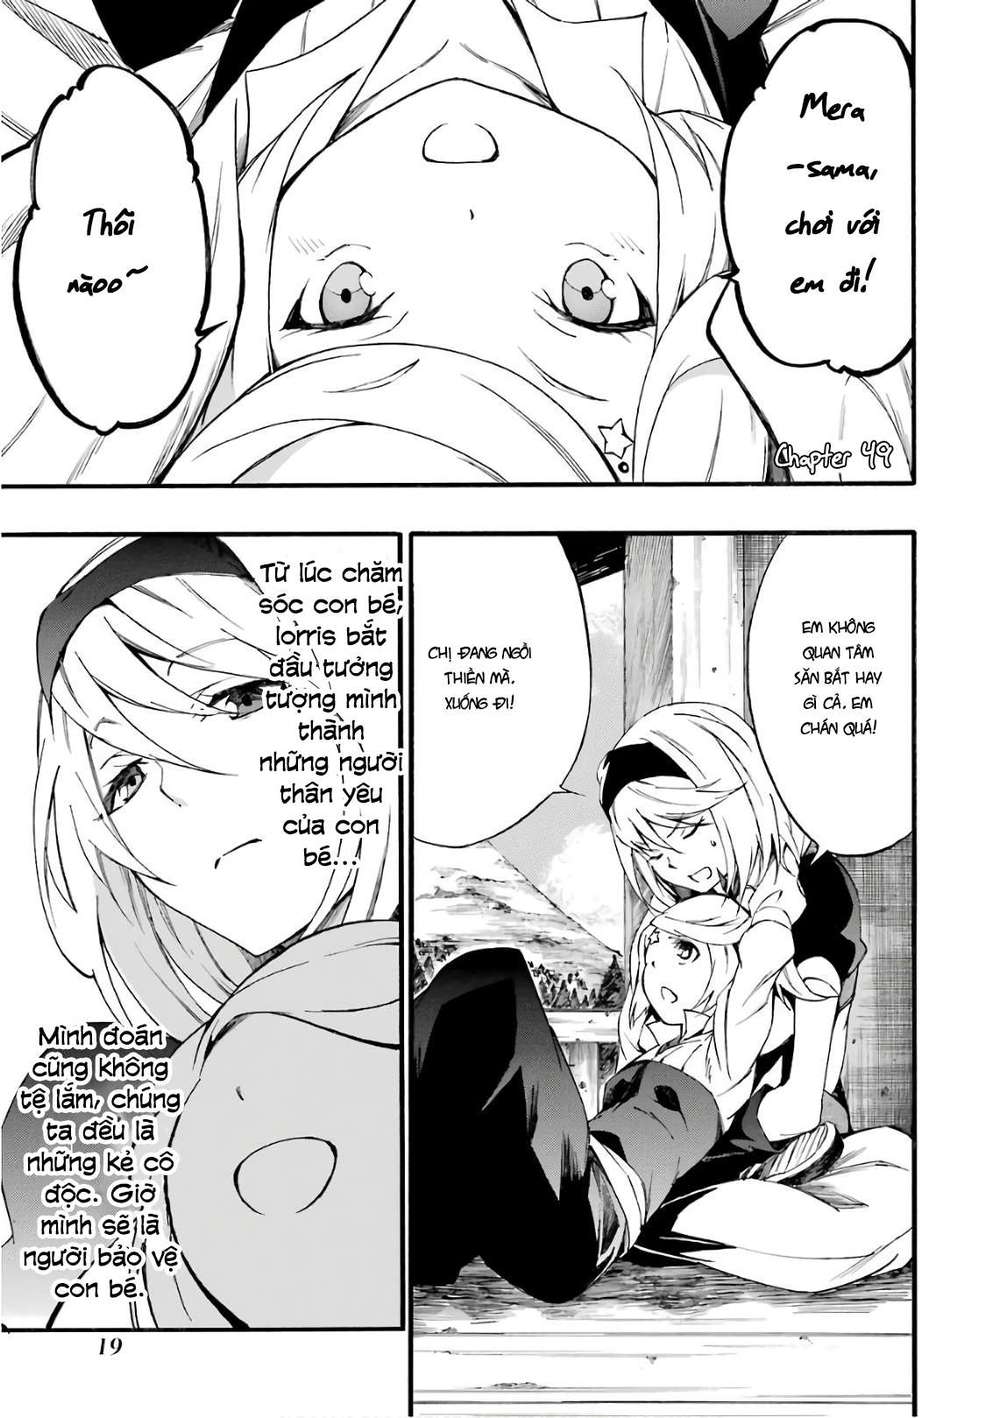 Mera
-sama,
chơi với
em đi!
Thôi
nàoo~
Chapter 49
EM KHÔNG
QUAN TÂM
SĂN BẮT HAY
GÌ CẢ, EM
CHÁN QUÁ!
CHỊ ĐANG NGỒI
THIỀN MÀ,
XUỐNG ĐI!
Từ lúc chăm
sóc con bé,
lorris bắt
đầu tưởng
tượng mình
thành
những người
thân yêu
của con
bé...
Mình đoán
cũng không
tệ lắm, chúng
ta đều là
những kẻ cô
độc. Giờ
mình sẽ là
người bảo vệ
con bé.
19